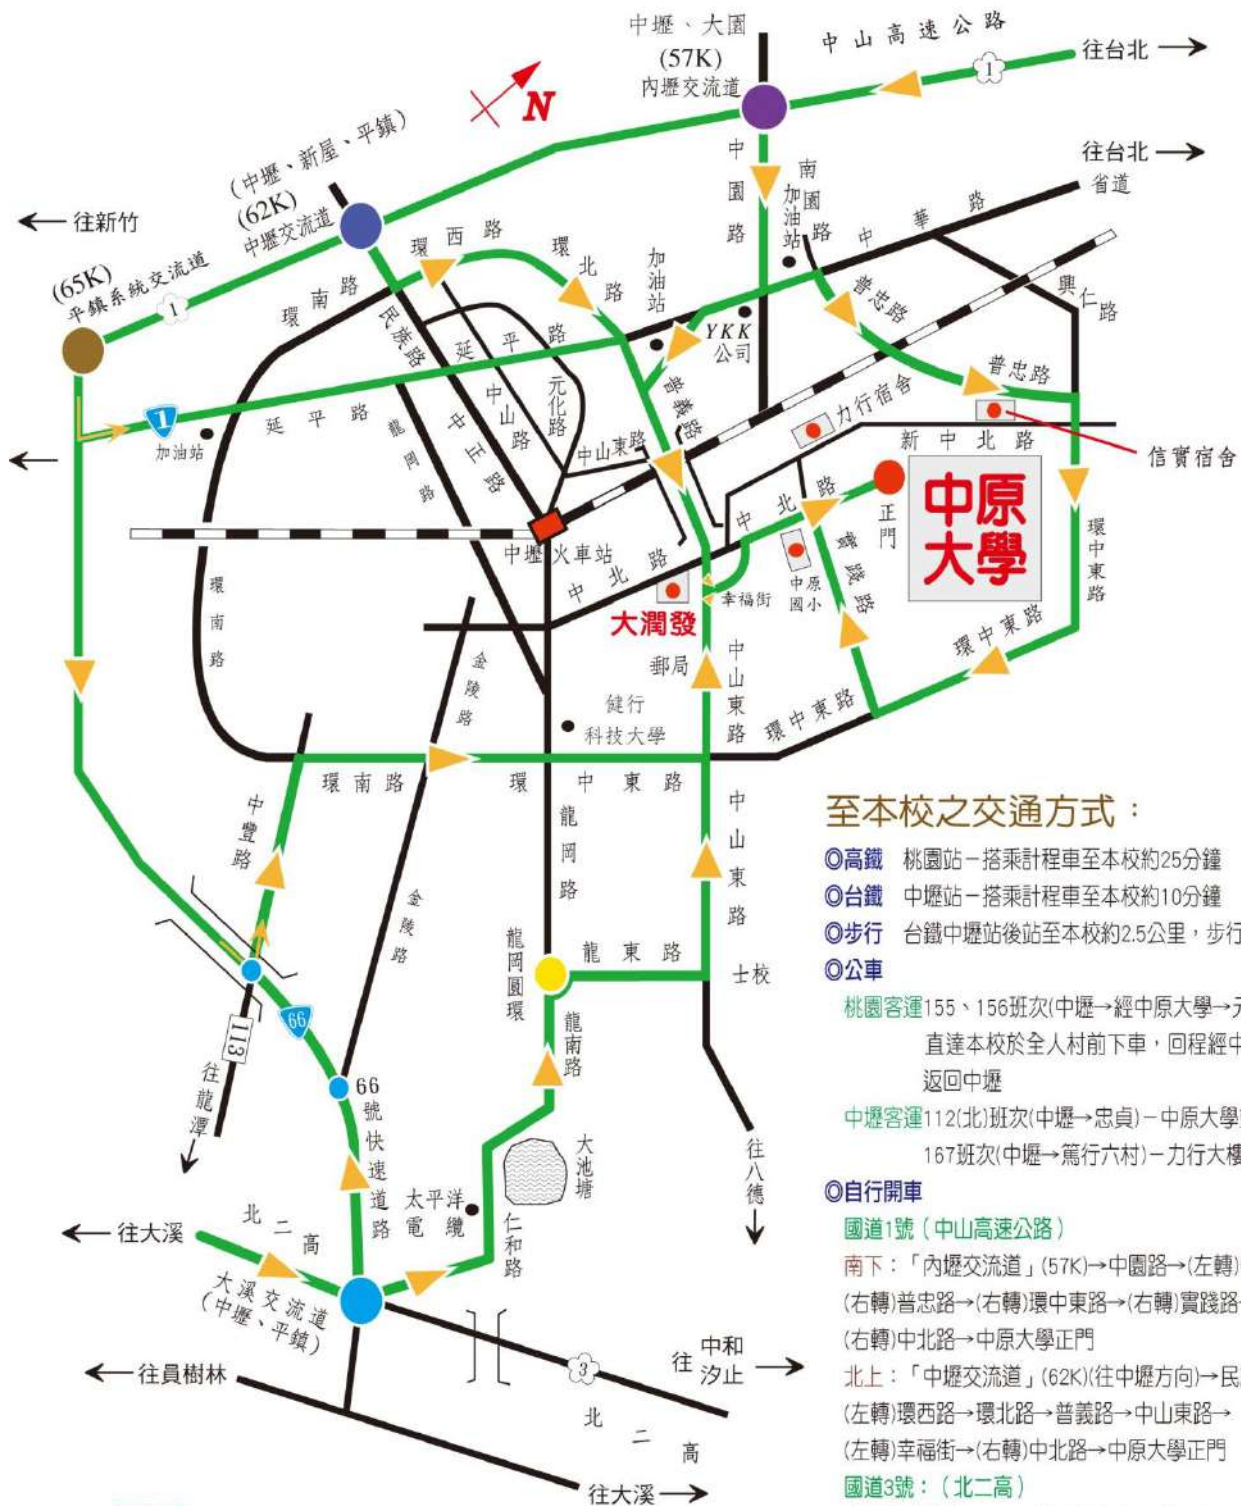 中壢、大園
(57K)
內壢交流道
中山高速公路
1
往台北
N
往台北
省道
(中壢、新屋、平鎮)
(62K)
中壢交流道
往新竹
(65K)
平鎮系統交流道
1
環西路
環北路
加油站
中園路
南園路
加油站
中華路
興仁路
環南路
民族路
延平路
YKK
公司
普忠路
普忠路
1
加油站
延平路
龍岡路
中正路
中山路
元化路
中山東路
普義路
力行宿舍
新中北路
信實宿舍
中原
大學
正門
中北路
實踐路
中原
國小
環中東路
中壢火車站
中北路
幸福街
大潤發
郵局
中山東路
環中東路
環中東路
環南路
金陵路
健行
科技大學
環南路
環中東路
中豐路
龍岡路
中山東路
金陵路
龍岡圓環
龍東路
士校
龍南路
66
113
往龍潭
66
號快速道路
大池塘
太平洋
電纜
仁和路
往八德
往大溪
北二高
大溪交流道
(中壢、平鎮)
往員樹林
3
往
中和
汐止
北二高
往大溪
至本校之交通方式：
◎高鐵 桃園站－搭乘計程車至本校約25分鐘
◎台鐵 中壢站－搭乘計程車至本校約10分鐘
◎步行 台鐵中壢站後站至本校約2.5公里，步行
◎公車
桃園客運155、156班次(中壢→經中原大學→
直達本校於全人村前下車，回程經中
返回中壢
中壢客運112(北)班次(中壢→忠貞)－中原大學
167班次(中壢→篤行六村)－力行大樓
◎自行開車
國道1號（中山高速公路）
南下：「內壢交流道」(57K)→中園路→(左轉)
(右轉)普忠路→(右轉)環中東路→(右轉)實踐路
(右轉)中北路→中原大學正門
北上：「中壢交流道」(62K)(往中壢方向)→民
(左轉)環西路→環北路→普義路→中山東路→
(左轉)幸福街→(右轉)中北路→中原大學正門
國道3號：（北二高）